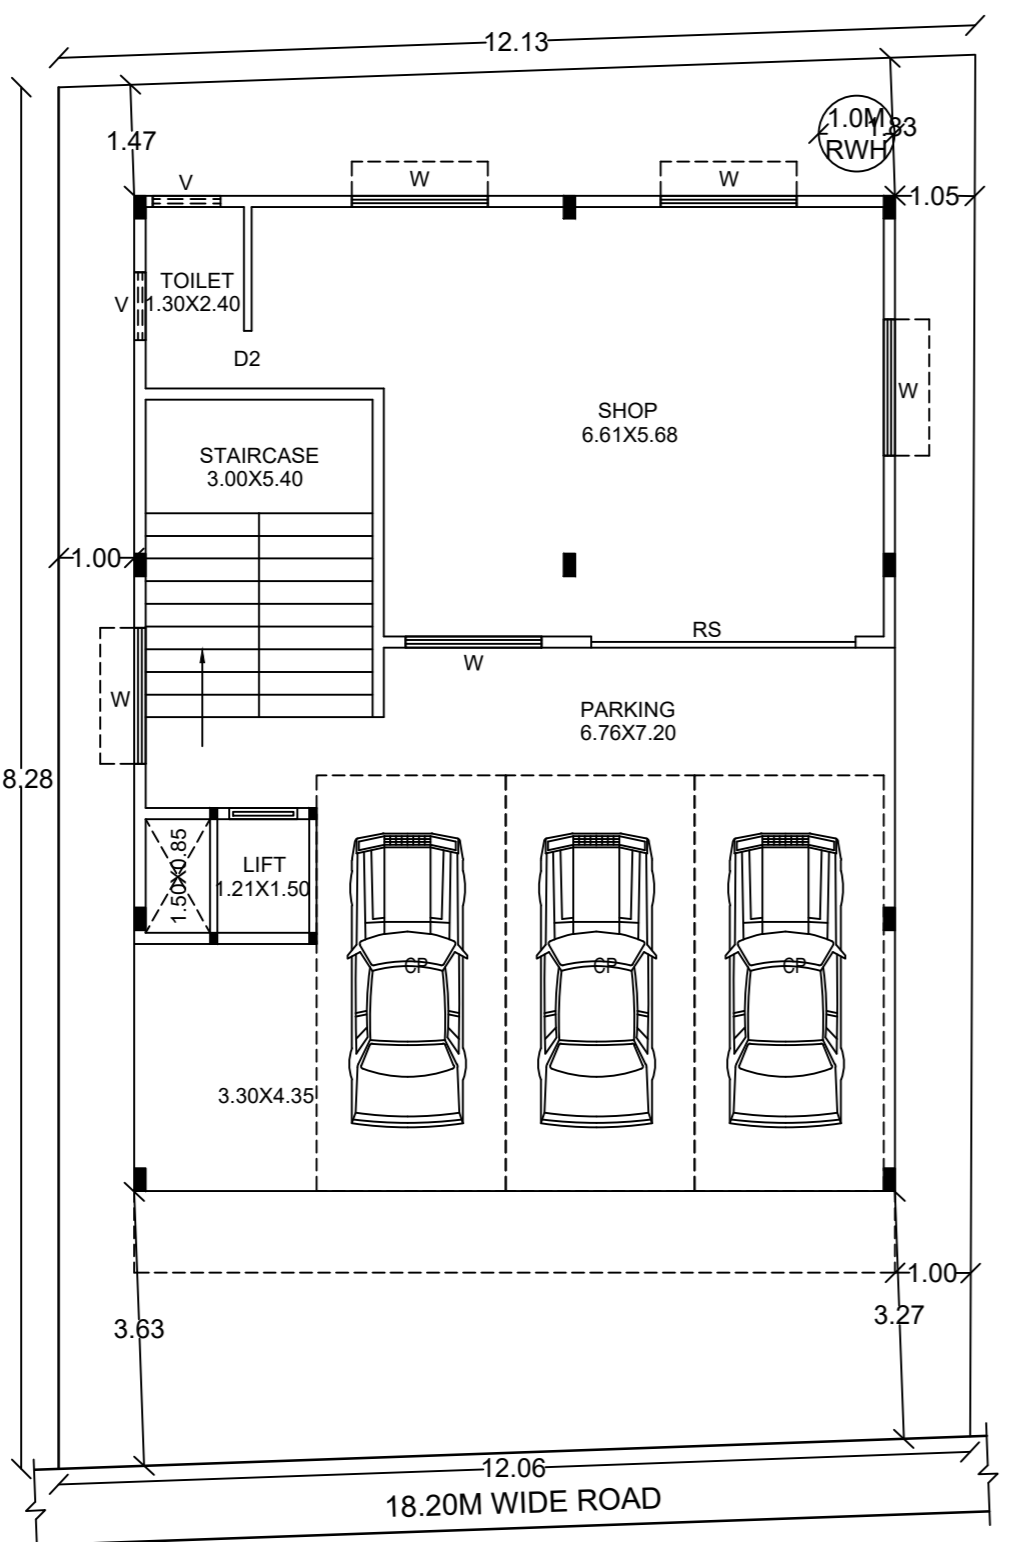 12.13
1.0M
RWH
1.83
1.47
V
W
W
1.05
TOILET
1.30X2.40
V
D2
W
SHOP
6.61X5.68
STAIRCASE
3.00X5.40
1.00
RS
W
W
PARKING
6.76X7.20
8.28
1.50X0.85
LIFT
1.21X1.50
CP
CP
CP
3.30X4.35
1.00
3.63
3.27
12.06
18.20M WIDE ROAD